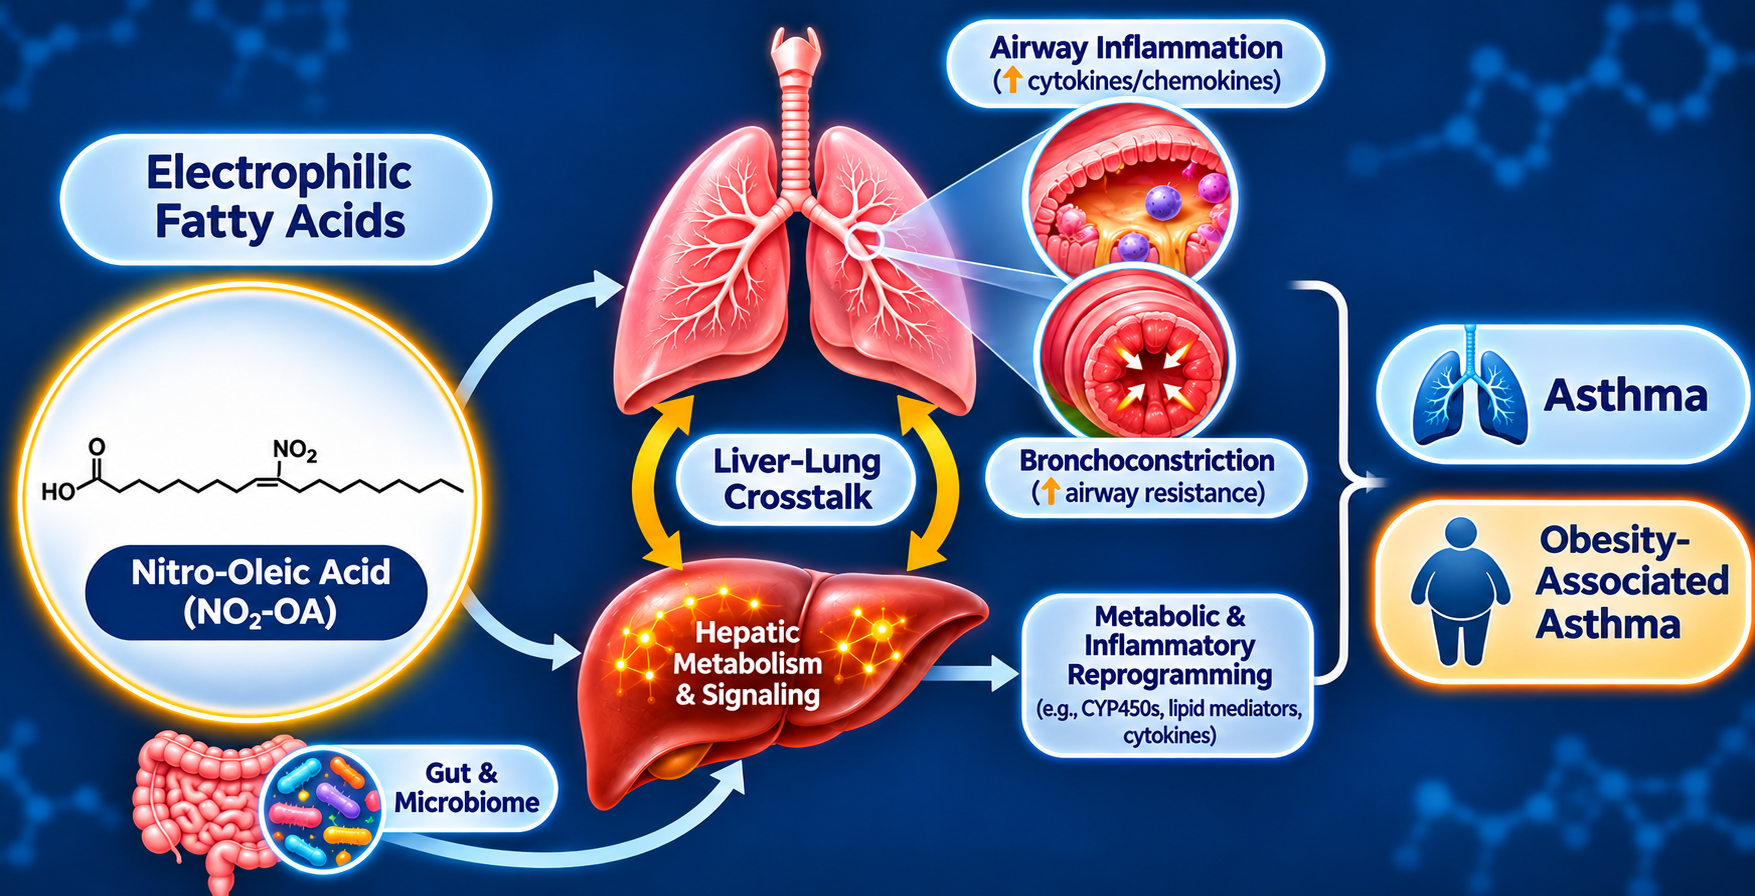 Electrophilic
Fatty Acids
O
HO
NO₂
Nitro-Oleic Acid
(NO₂-OA)
Gut &
Microbiome
Liver-Lung
Crosstalk
Hepatic
Metabolism
& Signaling
Airway Inflammation
(↑ cytokines/chemokines)
Bronchoconstriction
(↑ airway resistance)
Metabolic &
Inflammatory
Reprogramming
(e.g., CYP450s, lipid mediators,
cytokines)
Asthma
Obesity-
Associated
Asthma